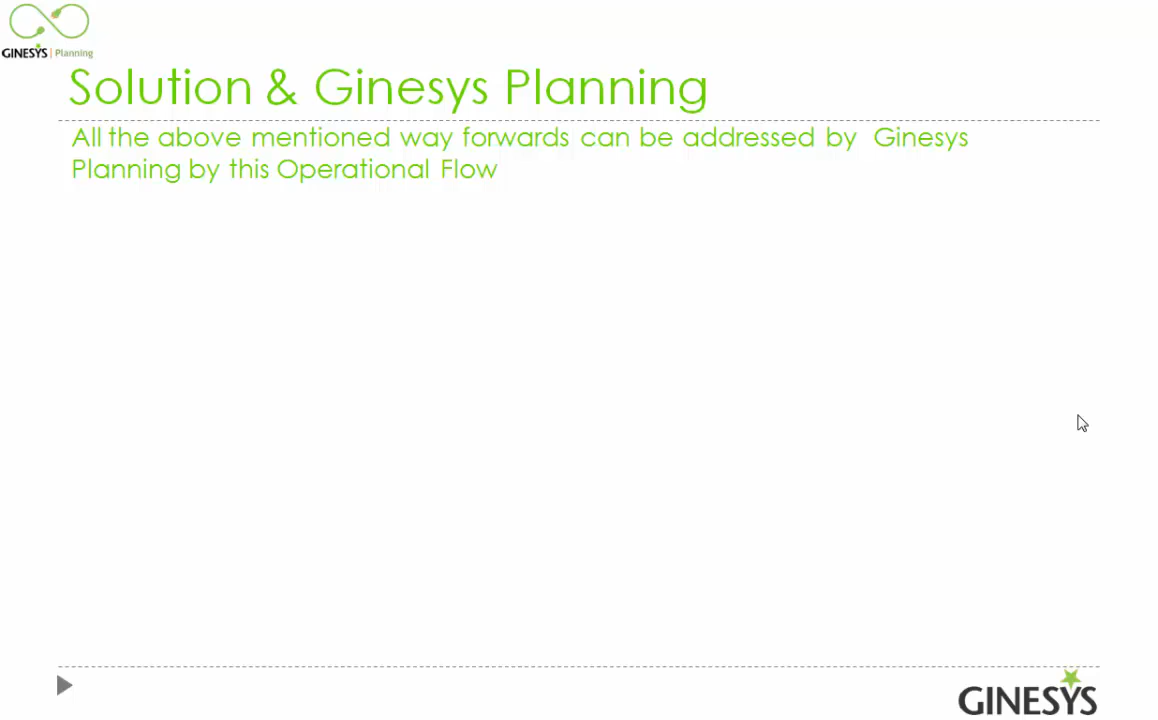 GINESYS | Planning
Solution & Ginesys Planning
All the above mentioned way forwards can be addressed by Ginesys
Planning by this Operational Flow
GINESYS